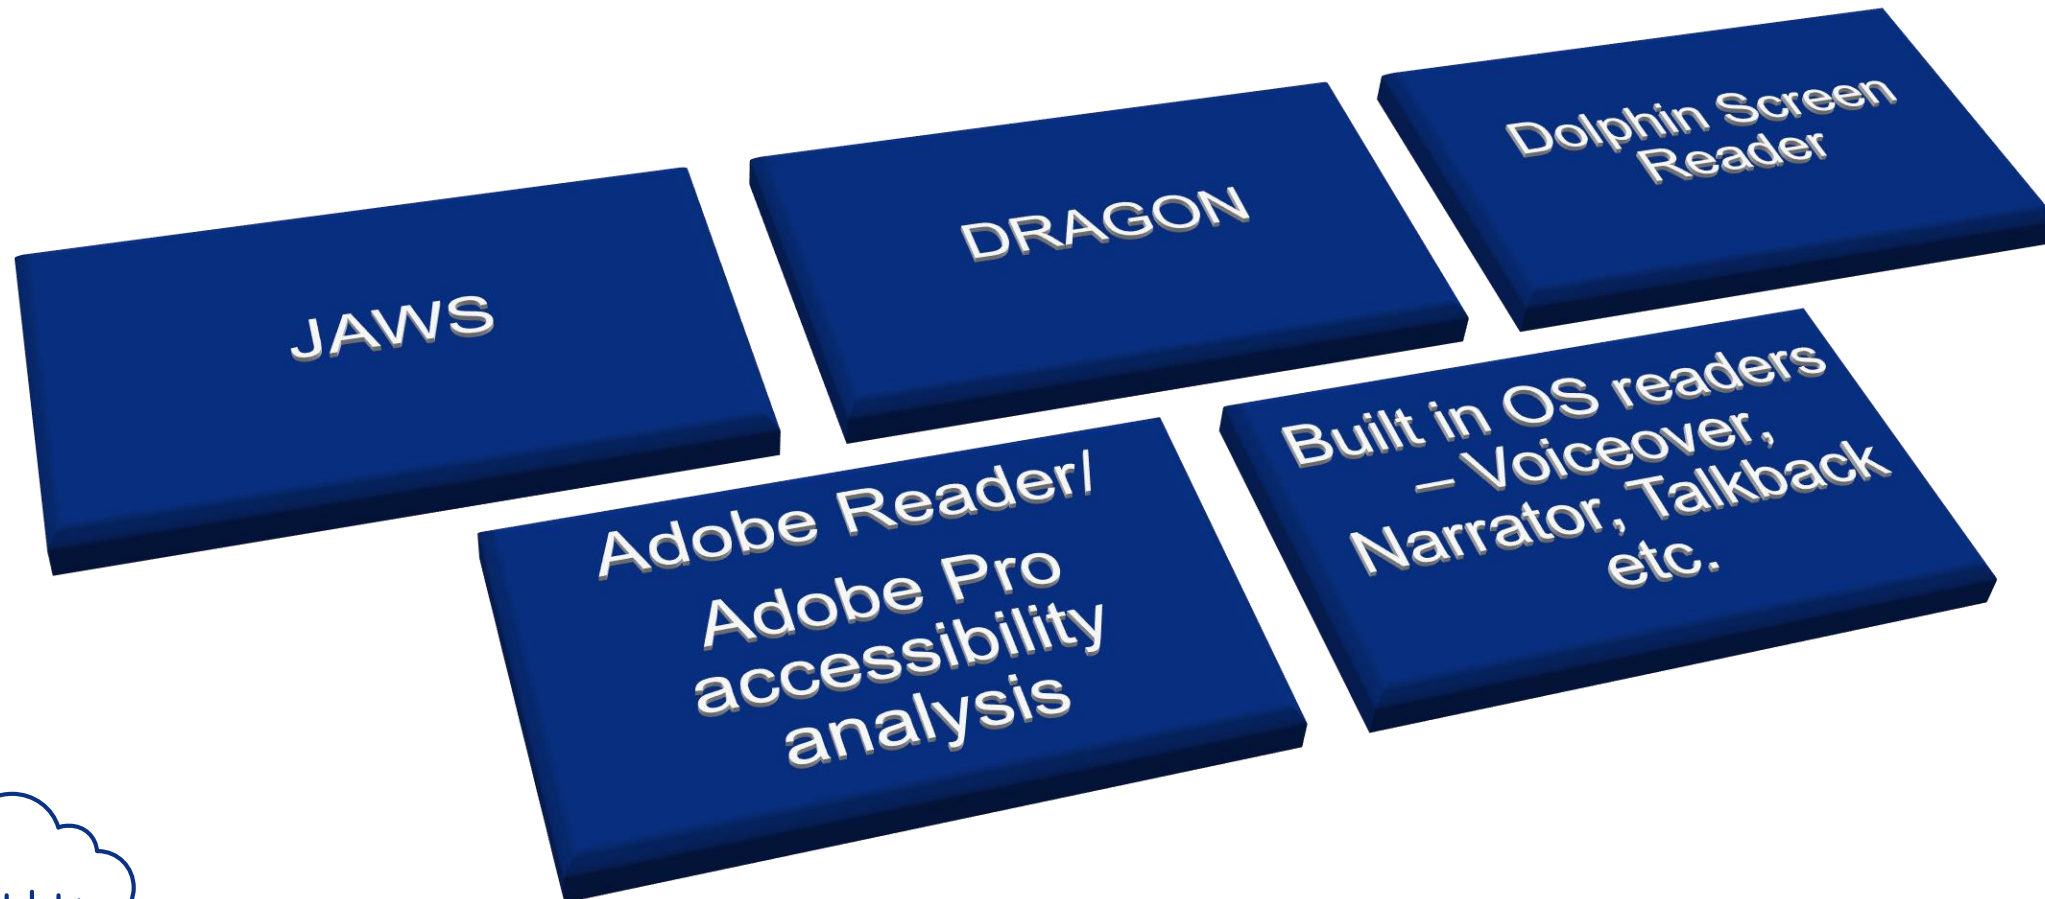 JAWS
DRAGON
Dolphin Screen
Reader
Adobe Reader/
Adobe Pro
accessibility
analysis
Built in OS readers
– Voiceover,
Narrator, Talkback
etc.